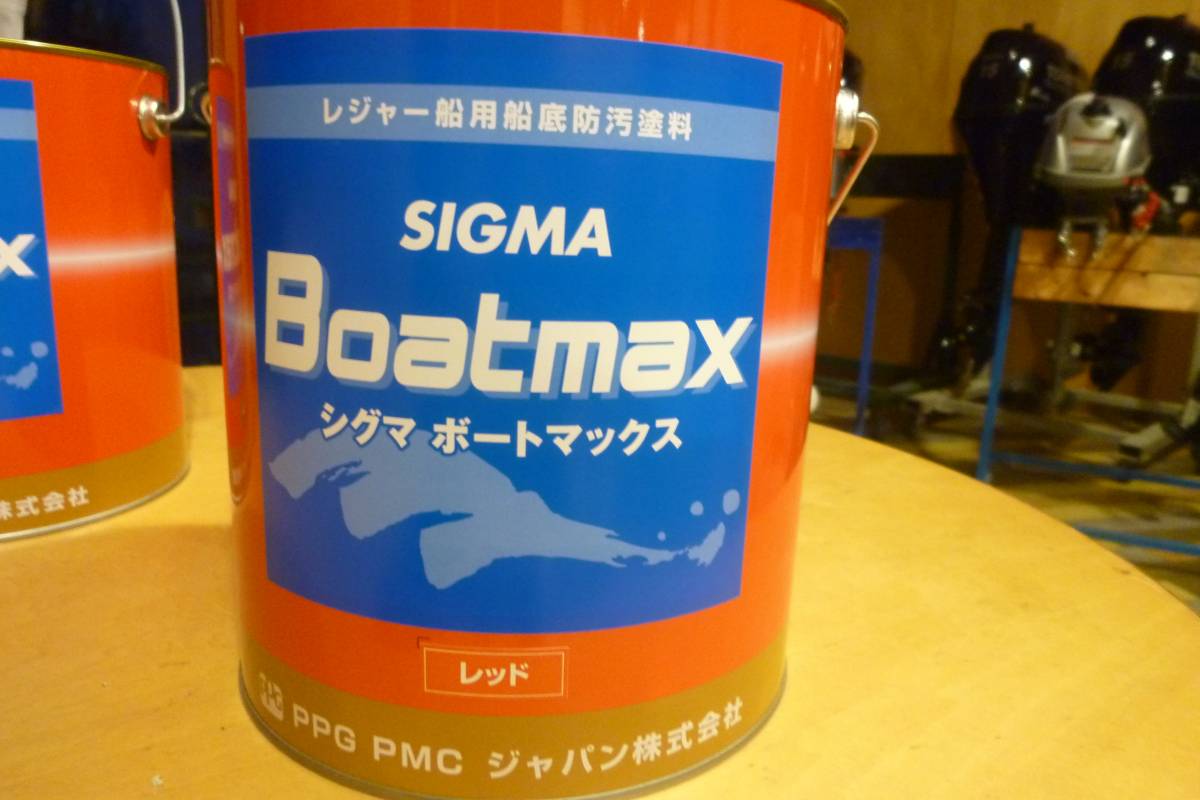 レジャー船用船底防汚塗料
SIGMA
Boatmax
シグマ ボートマックス
レッド
PPG PPG PMC ジャパン株式会社
x
株式会社